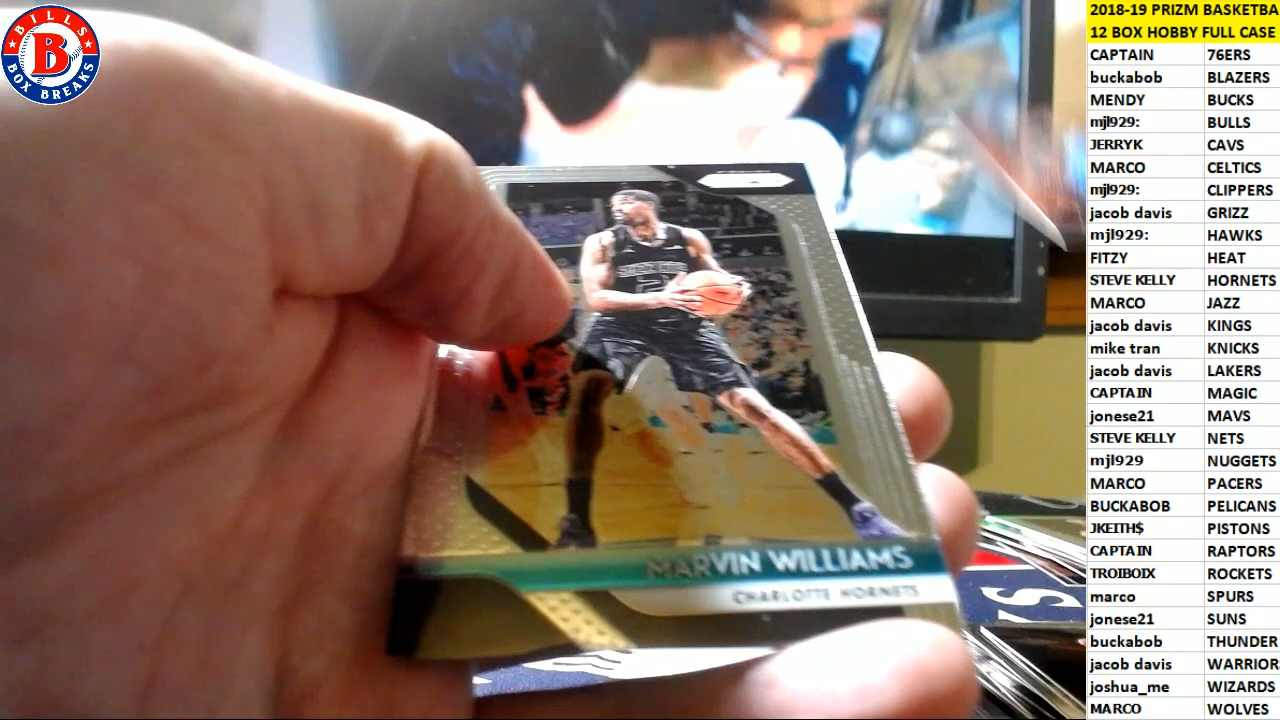 BILLS
B
BOX BREAKS
MARVIN WILLIAMS
CHARLOTTE HORNETS
2018-19 PRIZM BASKETBA
12 BOX HOBBY FULL CASE
CAPTAIN 76ERS
buckabob BLAZERS
MENDY BUCKS
mjl929: BULLS
JERRYK CAVS
MARCO CELTICS
mjl929: CLIPPERS
jacob davis GRIZZ
mjl929: HAWKS
FITZY HEAT
STEVE KELLY HORNETS
MARCO JAZZ
jacob davis KINGS
mike tran KNICKS
jacob davis LAKERS
CAPTAIN MAGIC
jonese21 MAVS
STEVE KELLY NETS
mjl929 NUGGETS
MARCO PACERS
BUCKABOB PELICANS
JKEITH$ PISTONS
CAPTAIN RAPTORS
TROIBOIX ROCKETS
marco SPURS
jonese21 SUNS
buckabob THUNDER
jacob davis WARRIOR
joshua_me WIZARDS
MARCO WOLVES